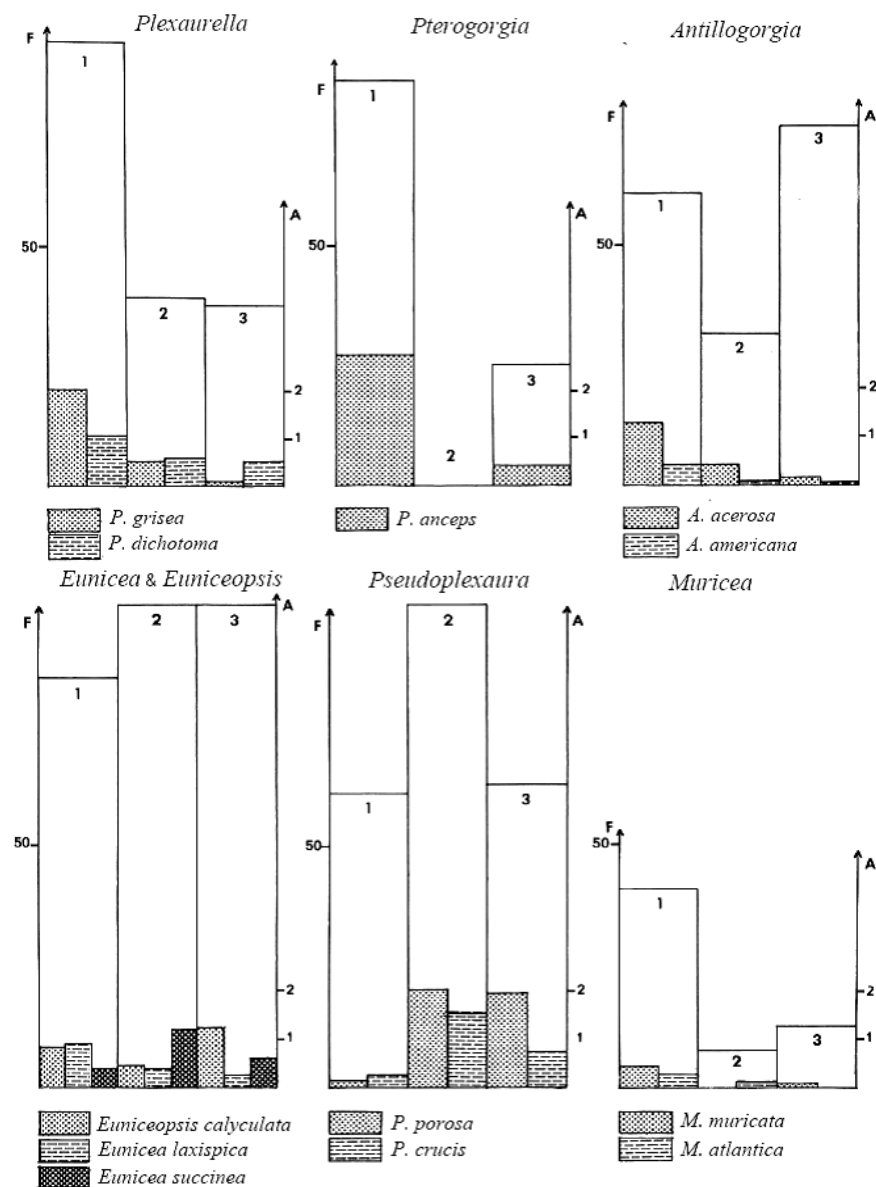 Plexaurella
F
1
50
2
3
A
2
1
P. grisea
P. dichotoma
Pterogorgia
F
1
50
2
3
A
2
1
P. anceps
Antillogorgia
F
1
50
2
3
A
2
1
A. acerosa
A. americana
Eunicea & Euniceopsis
F
1
50
2
3
A
2
1
Euniceopsis calyculata
Eunicea laxispica
Eunicea succinea
Pseudoplexaura
F
1
50
2
3
A
2
1
P. porosa
P. crucis
Muricea
F
50
1
2
3
A
2
1
M. muricata
M. atlantica